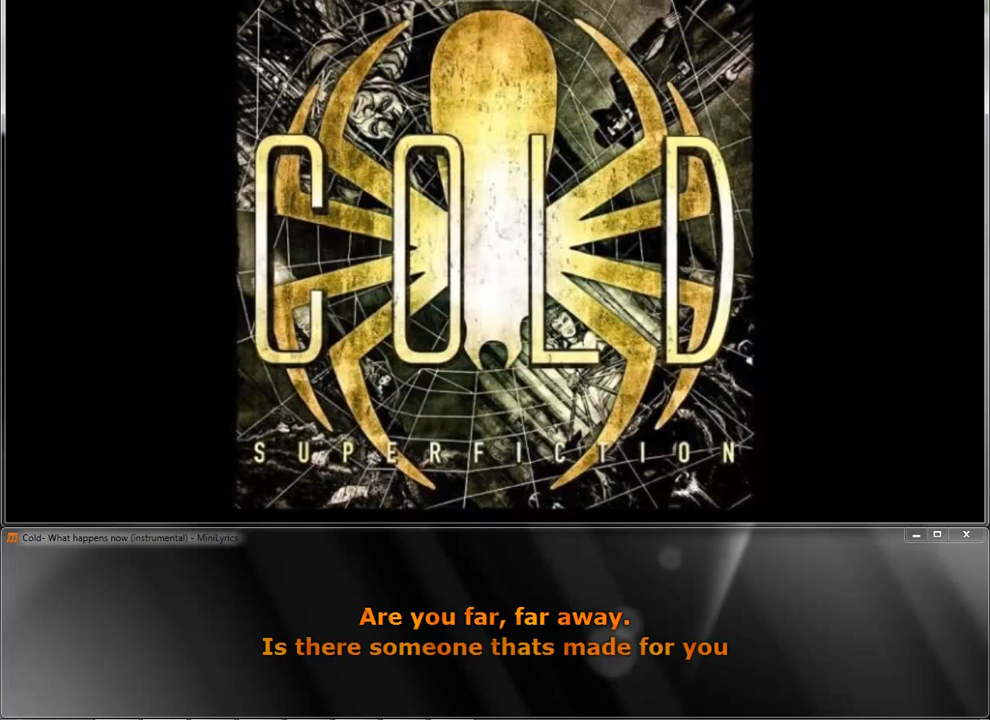 COLD
SUPERFICTION
Cold- What happens now (instrumental) - MiniLyrics
Are you far, far away.
Is there someone thats made for you